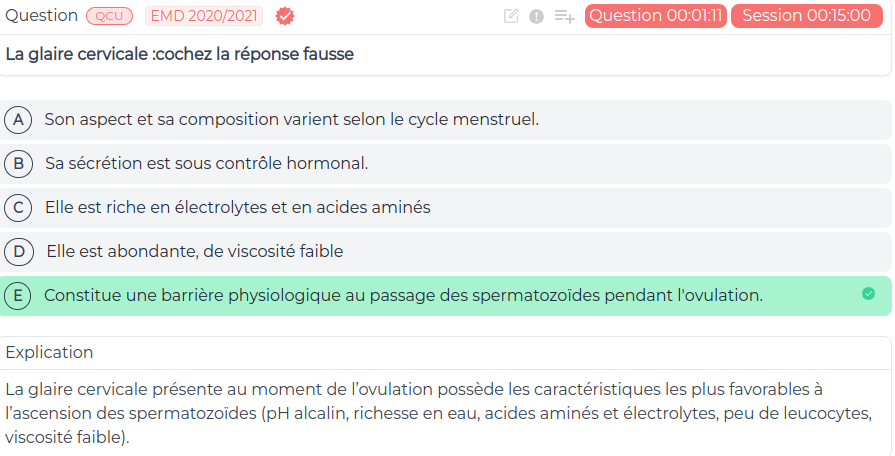 Question QCU EMD 2020/2021 Question 00:01:11 Session 00:15:00
La glaire cervicale :cochez la réponse fausse
A Son aspect et sa composition varient selon le cycle menstruel.
B Sa sécrétion est sous contrôle hormonal.
C Elle est riche en électrolytes et en acides aminés
D Elle est abondante, de viscosité faible
E Constitue une barrière physiologique au passage des spermatozoïdes pendant l'ovulation.
Explication
La glaire cervicale présente au moment de l’ovulation possède les caractéristiques les plus favorables à
l’ascension des spermatozoïdes (pH alcalin, richesse en eau, acides aminés et électrolytes, peu de leucocytes,
viscosité faible).